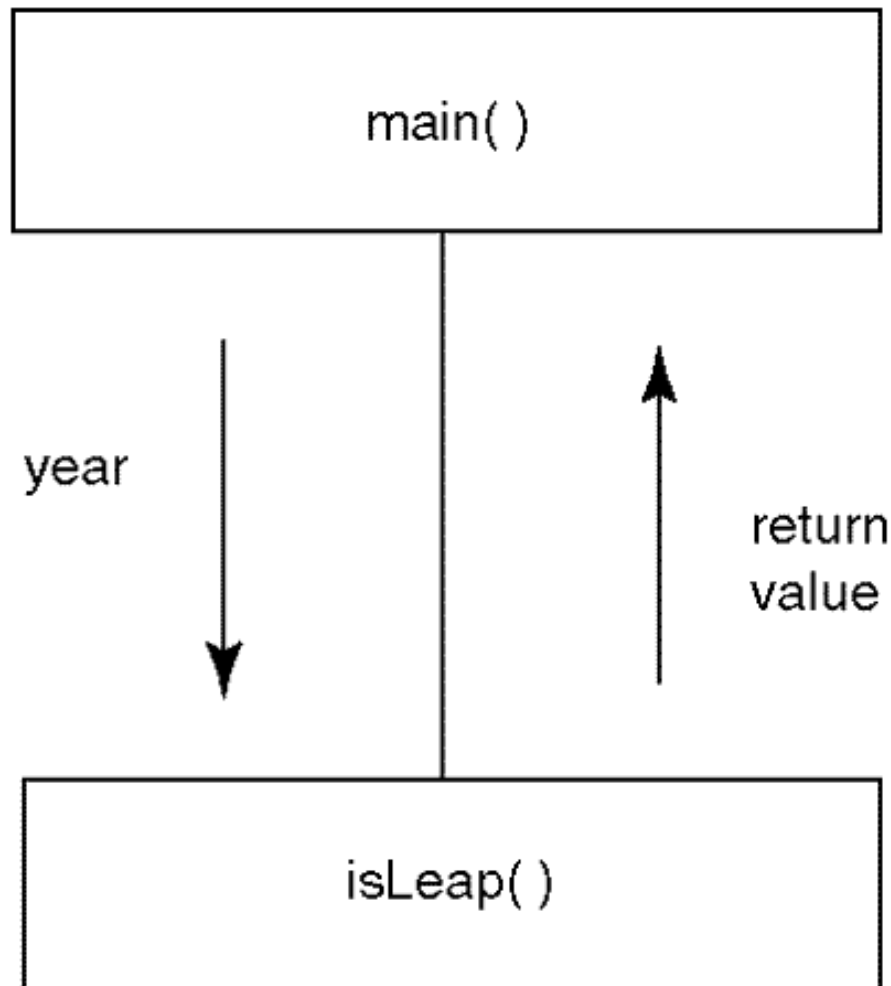 main( )
year
return
value
isLeap( )